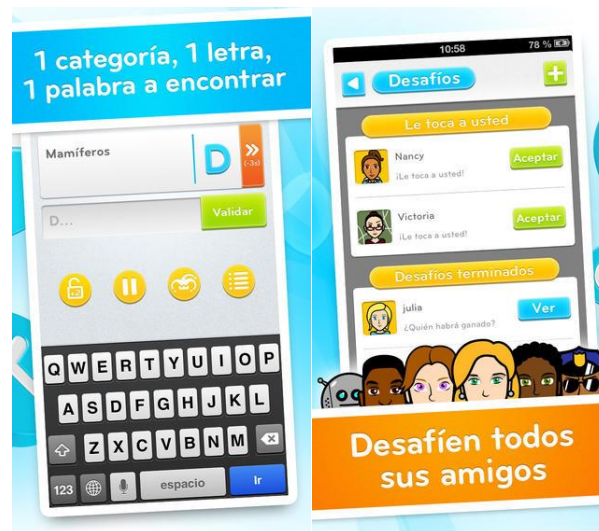 1 categoría, 1 letra,
1 palabra a encontrar
Mamíferos
D
»
(-3s)
D...
Validar
x2
Q W E R T Y U I O P
A S D F G H J K L
Z X C V B N M
123
espacio
Ir
10:58
78 %
Desafíos
+
Le toca a usted
Nancy
¡Le toca a usted!
Aceptar
Victoria
¡Le toca a usted!
Aceptar
Desafíos terminados
julia
¿Quién habrá ganado?
Ver
Desafíen todos
sus amigos